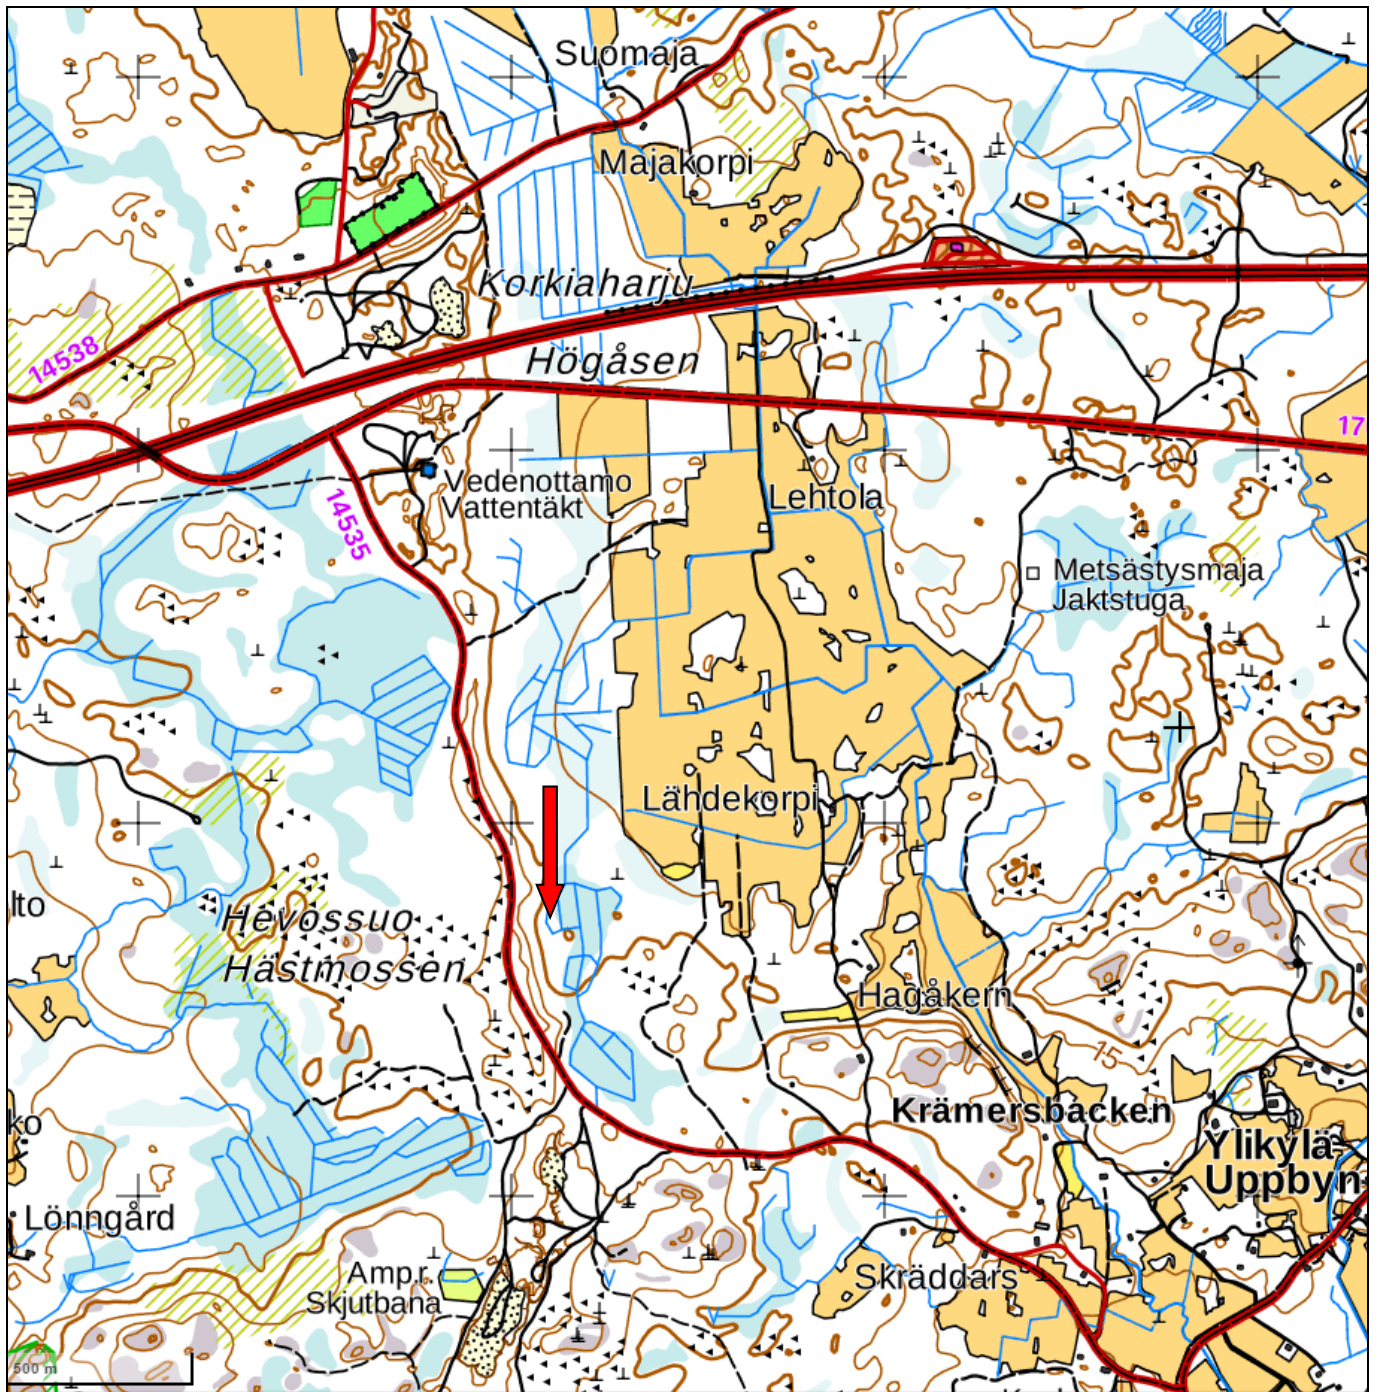 Suomaja
Majakorpi
Korkiaharju
Högåsen
14538
17
Vedenottamo
Vattentäkt
14535
Lehtola
Metsästysmaja
Jaktstuga
Lähdekorpi
lto
Hevossuo
Hästmossen
Hagåkern
15
Krämersbacken
ko
Ylikylä
Uppbyn
Lönngård
Amp.r.
Skjutbana
Skräddars
500 m